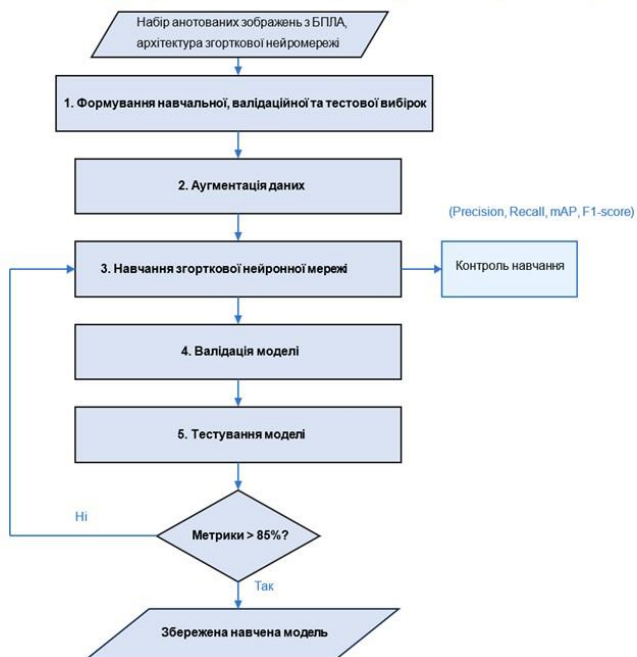 Набір анотованих зображень з БПЛА,
архітектура згорткової нейромережі
1. Формування навчальної, валідаційної та тестової вибірок
2. Аугментація даних
(Precision, Recall, mAP, F1-score)
3. Навчання згорткової нейронної мережі
Контроль навчання
4. Валідація моделі
5. Тестування моделі
Ні
Метрики > 85%?
Так
Збережена навчена модель